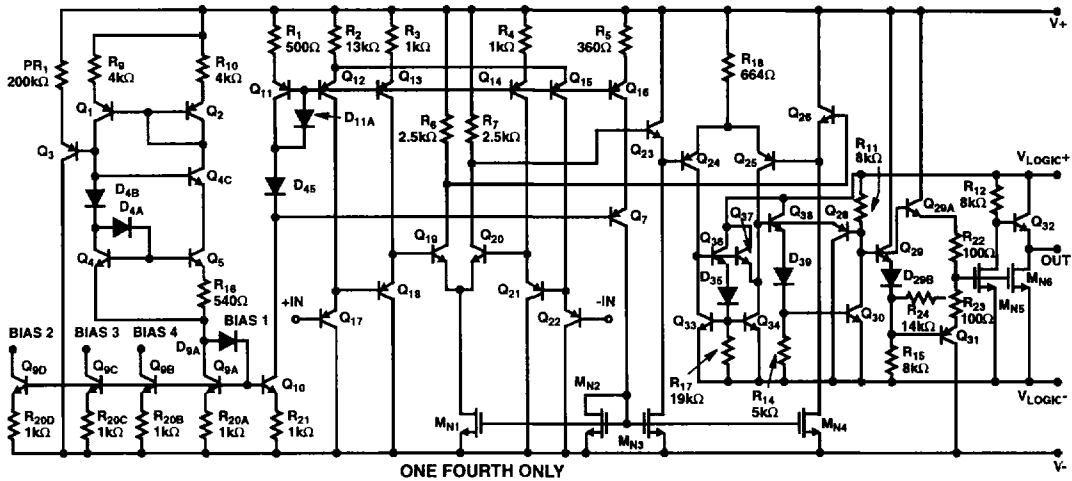 V+
PR1
200kΩ
R9
4kΩ
R10
4kΩ
R1
500Ω
R2
13kΩ
R3
1kΩ
R4
1kΩ
R5
360Ω
R18
664Ω
Q1
Q2
Q3
Q4C
D4B
D4A
Q4
Q5
R16
540Ω
BIAS 1
D9A
BIAS 2
BIAS 3
BIAS 4
Q9D
Q9C
Q9B
Q9A
Q10
R20D
1kΩ
R20C
1kΩ
R20B
1kΩ
R20A
1kΩ
R21
1kΩ
Q11
Q12
Q13
D11A
D45
Q14
Q15
Q16
R6
2.5kΩ
R7
2.5kΩ
Q7
Q19
Q20
+IN
Q17
Q18
Q21
Q22
-IN
MN1
MN2
MN3
MN4
Q23
Q24
Q25
Q26
R11
8kΩ
VLOGIC+
Q36
Q37
Q38
Q28
D35
D39
Q33
Q34
Q30
R17
19kΩ
R14
5kΩ
Q29A
Q29
D29B
R22
100Ω
R23
100Ω
R24
14kΩ
R15
8kΩ
Q31
R12
8kΩ
Q32
OUT
MN6
MN5
VLOGIC-
V-
ONE FOURTH ONLY